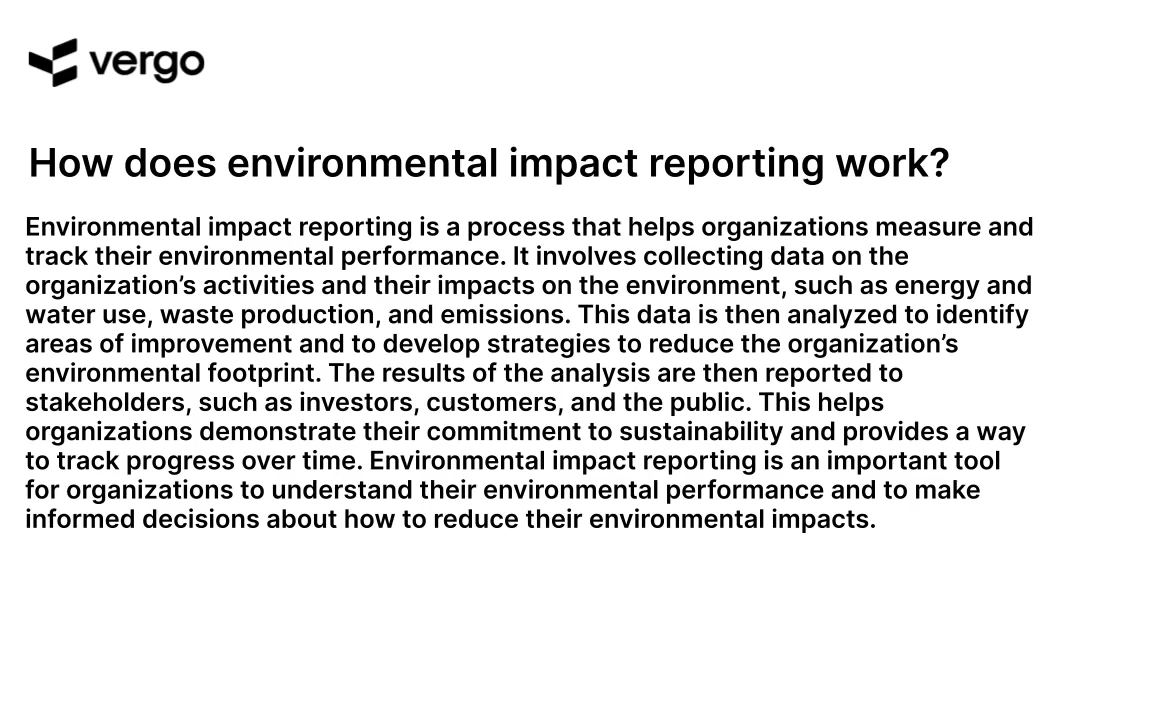 vergo
How does environmental impact reporting work?
Environmental impact reporting is a process that helps organizations measure and
track their environmental performance. It involves collecting data on the
organization’s activities and their impacts on the environment, such as energy and
water use, waste production, and emissions. This data is then analyzed to identify
areas of improvement and to develop strategies to reduce the organization’s
environmental footprint. The results of the analysis are then reported to
stakeholders, such as investors, customers, and the public. This helps
organizations demonstrate their commitment to sustainability and provides a way
to track progress over time. Environmental impact reporting is an important tool
for organizations to understand their environmental performance and to make
informed decisions about how to reduce their environmental impacts.